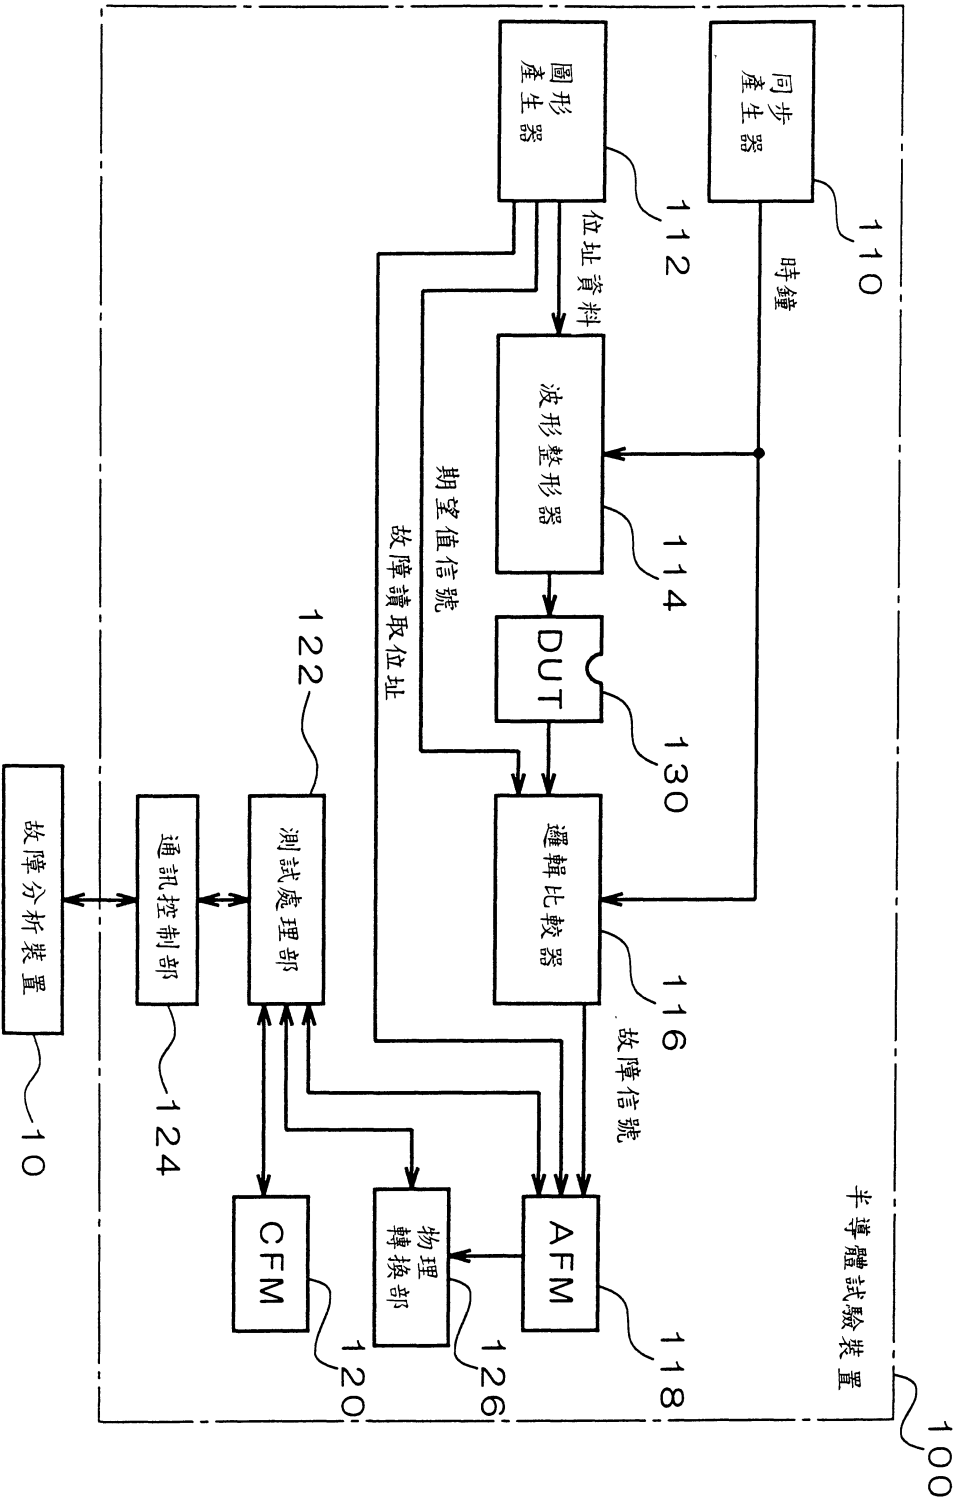 半導體試驗裝置
100
同步
產生器
110
時鐘
圖形
產生器
112
位址資料
波形整形器
114
DUT
130
邏輯比較器
116
故障信號
AFM
118
期望值信號
故障讀取位址
物理
轉換部
126
122
測試處理部
CFM
120
通訊控制部
124
故障分析裝置
10